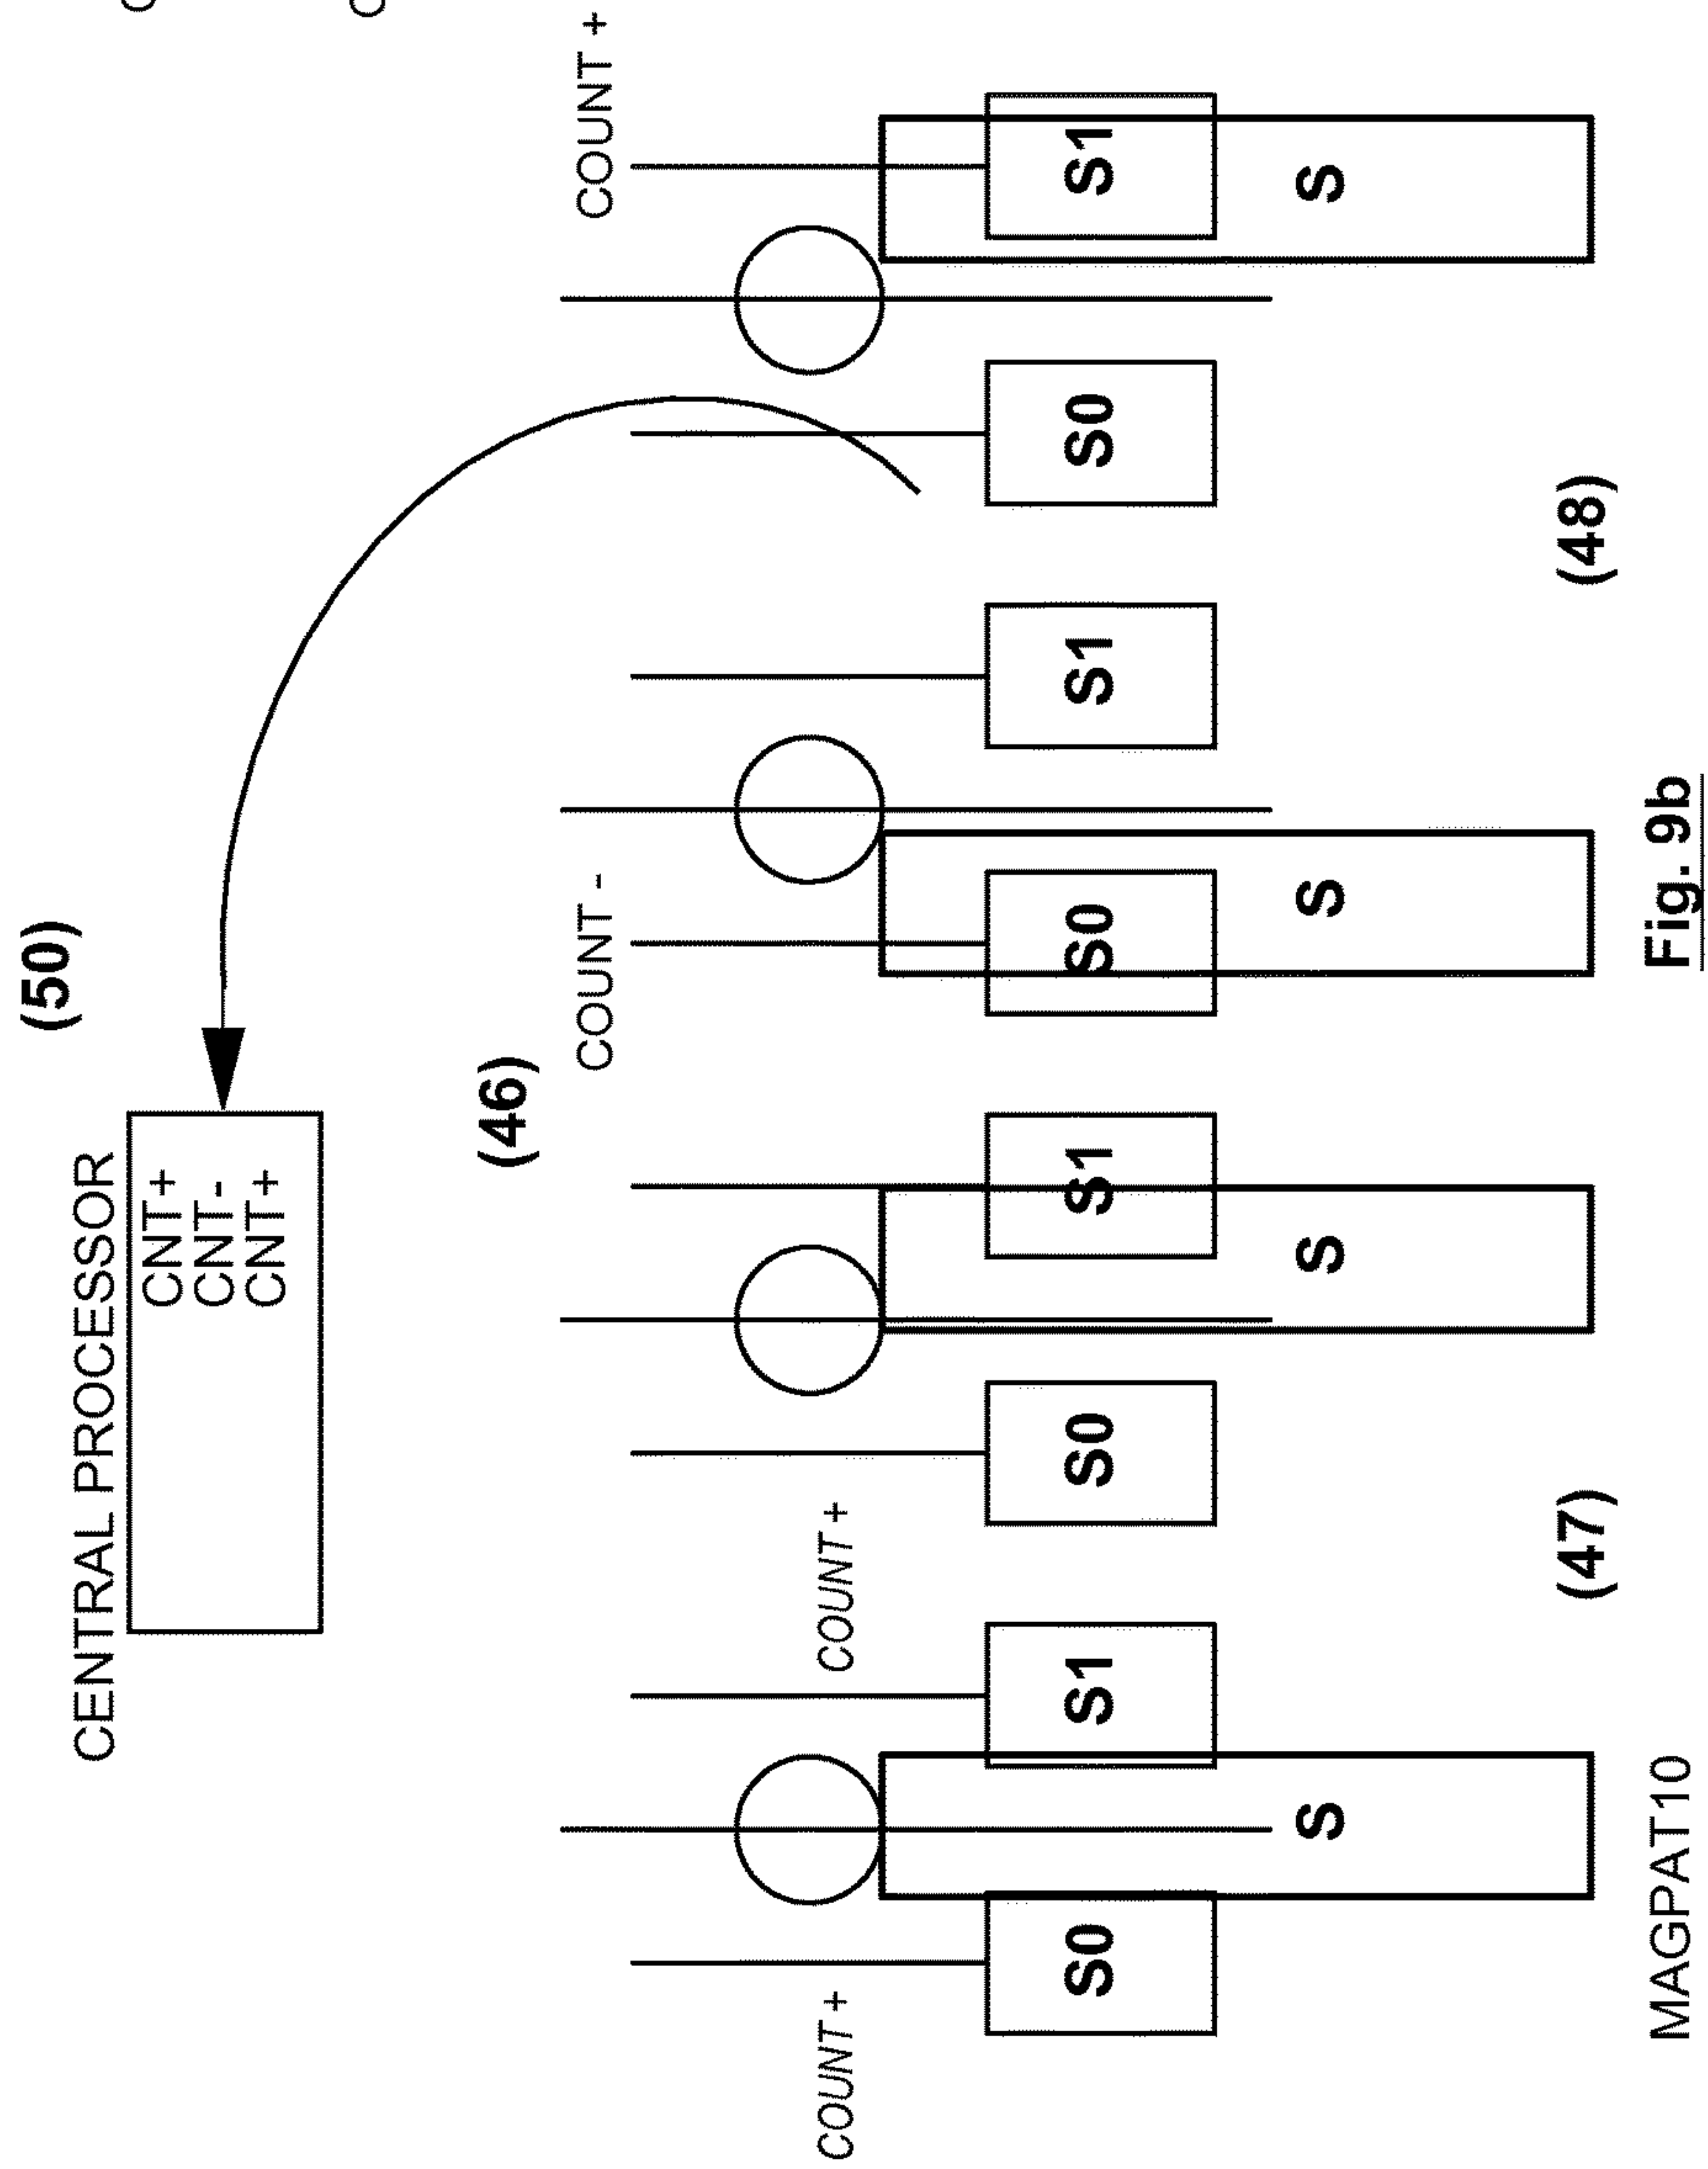 (50)
CENTRAL PROCESSOR
CNT+
CNT-
CNT+
(46)
COUNT - COUNT +
COUNT + COUNT +
S0 S1 S0 S1 S0 S1 S0 S1
S S S S
(47) (48)
MAGPAT10 Fig. 9b